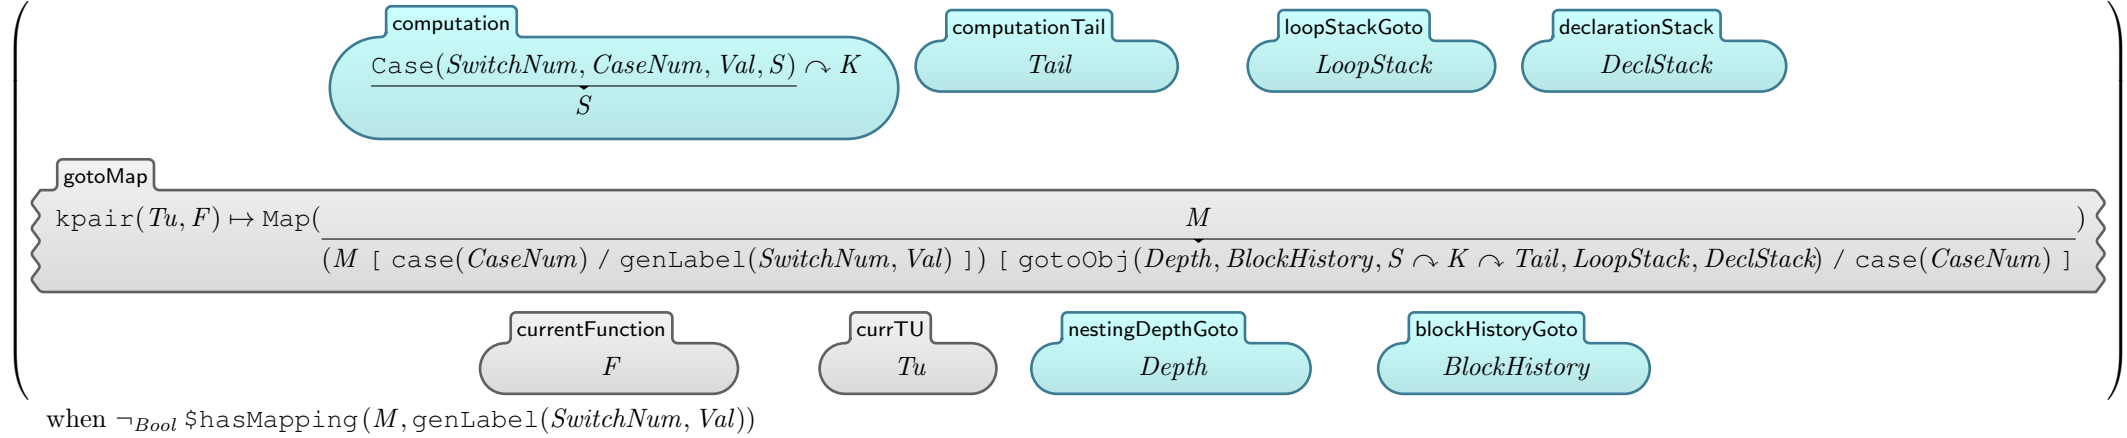 computation computationTail loopStackGoto declarationStack
Case(SwitchNum, CaseNum, Val, S) ↷ K Tail LoopStack DeclStack
S
gotoMap
kpair(Tu, F) ↦ Map( M )
(M [ case(CaseNum) / genLabel(SwitchNum, Val) ]) [ gotoObj(Depth, BlockHistory, S ↷ K ↷ Tail, LoopStack, DeclStack) / case(CaseNum) ]
currentFunction currTU nestingDepthGoto blockHistoryGoto
F Tu Depth BlockHistory
when ¬Bool $hasMapping(M, genLabel(SwitchNum, Val))